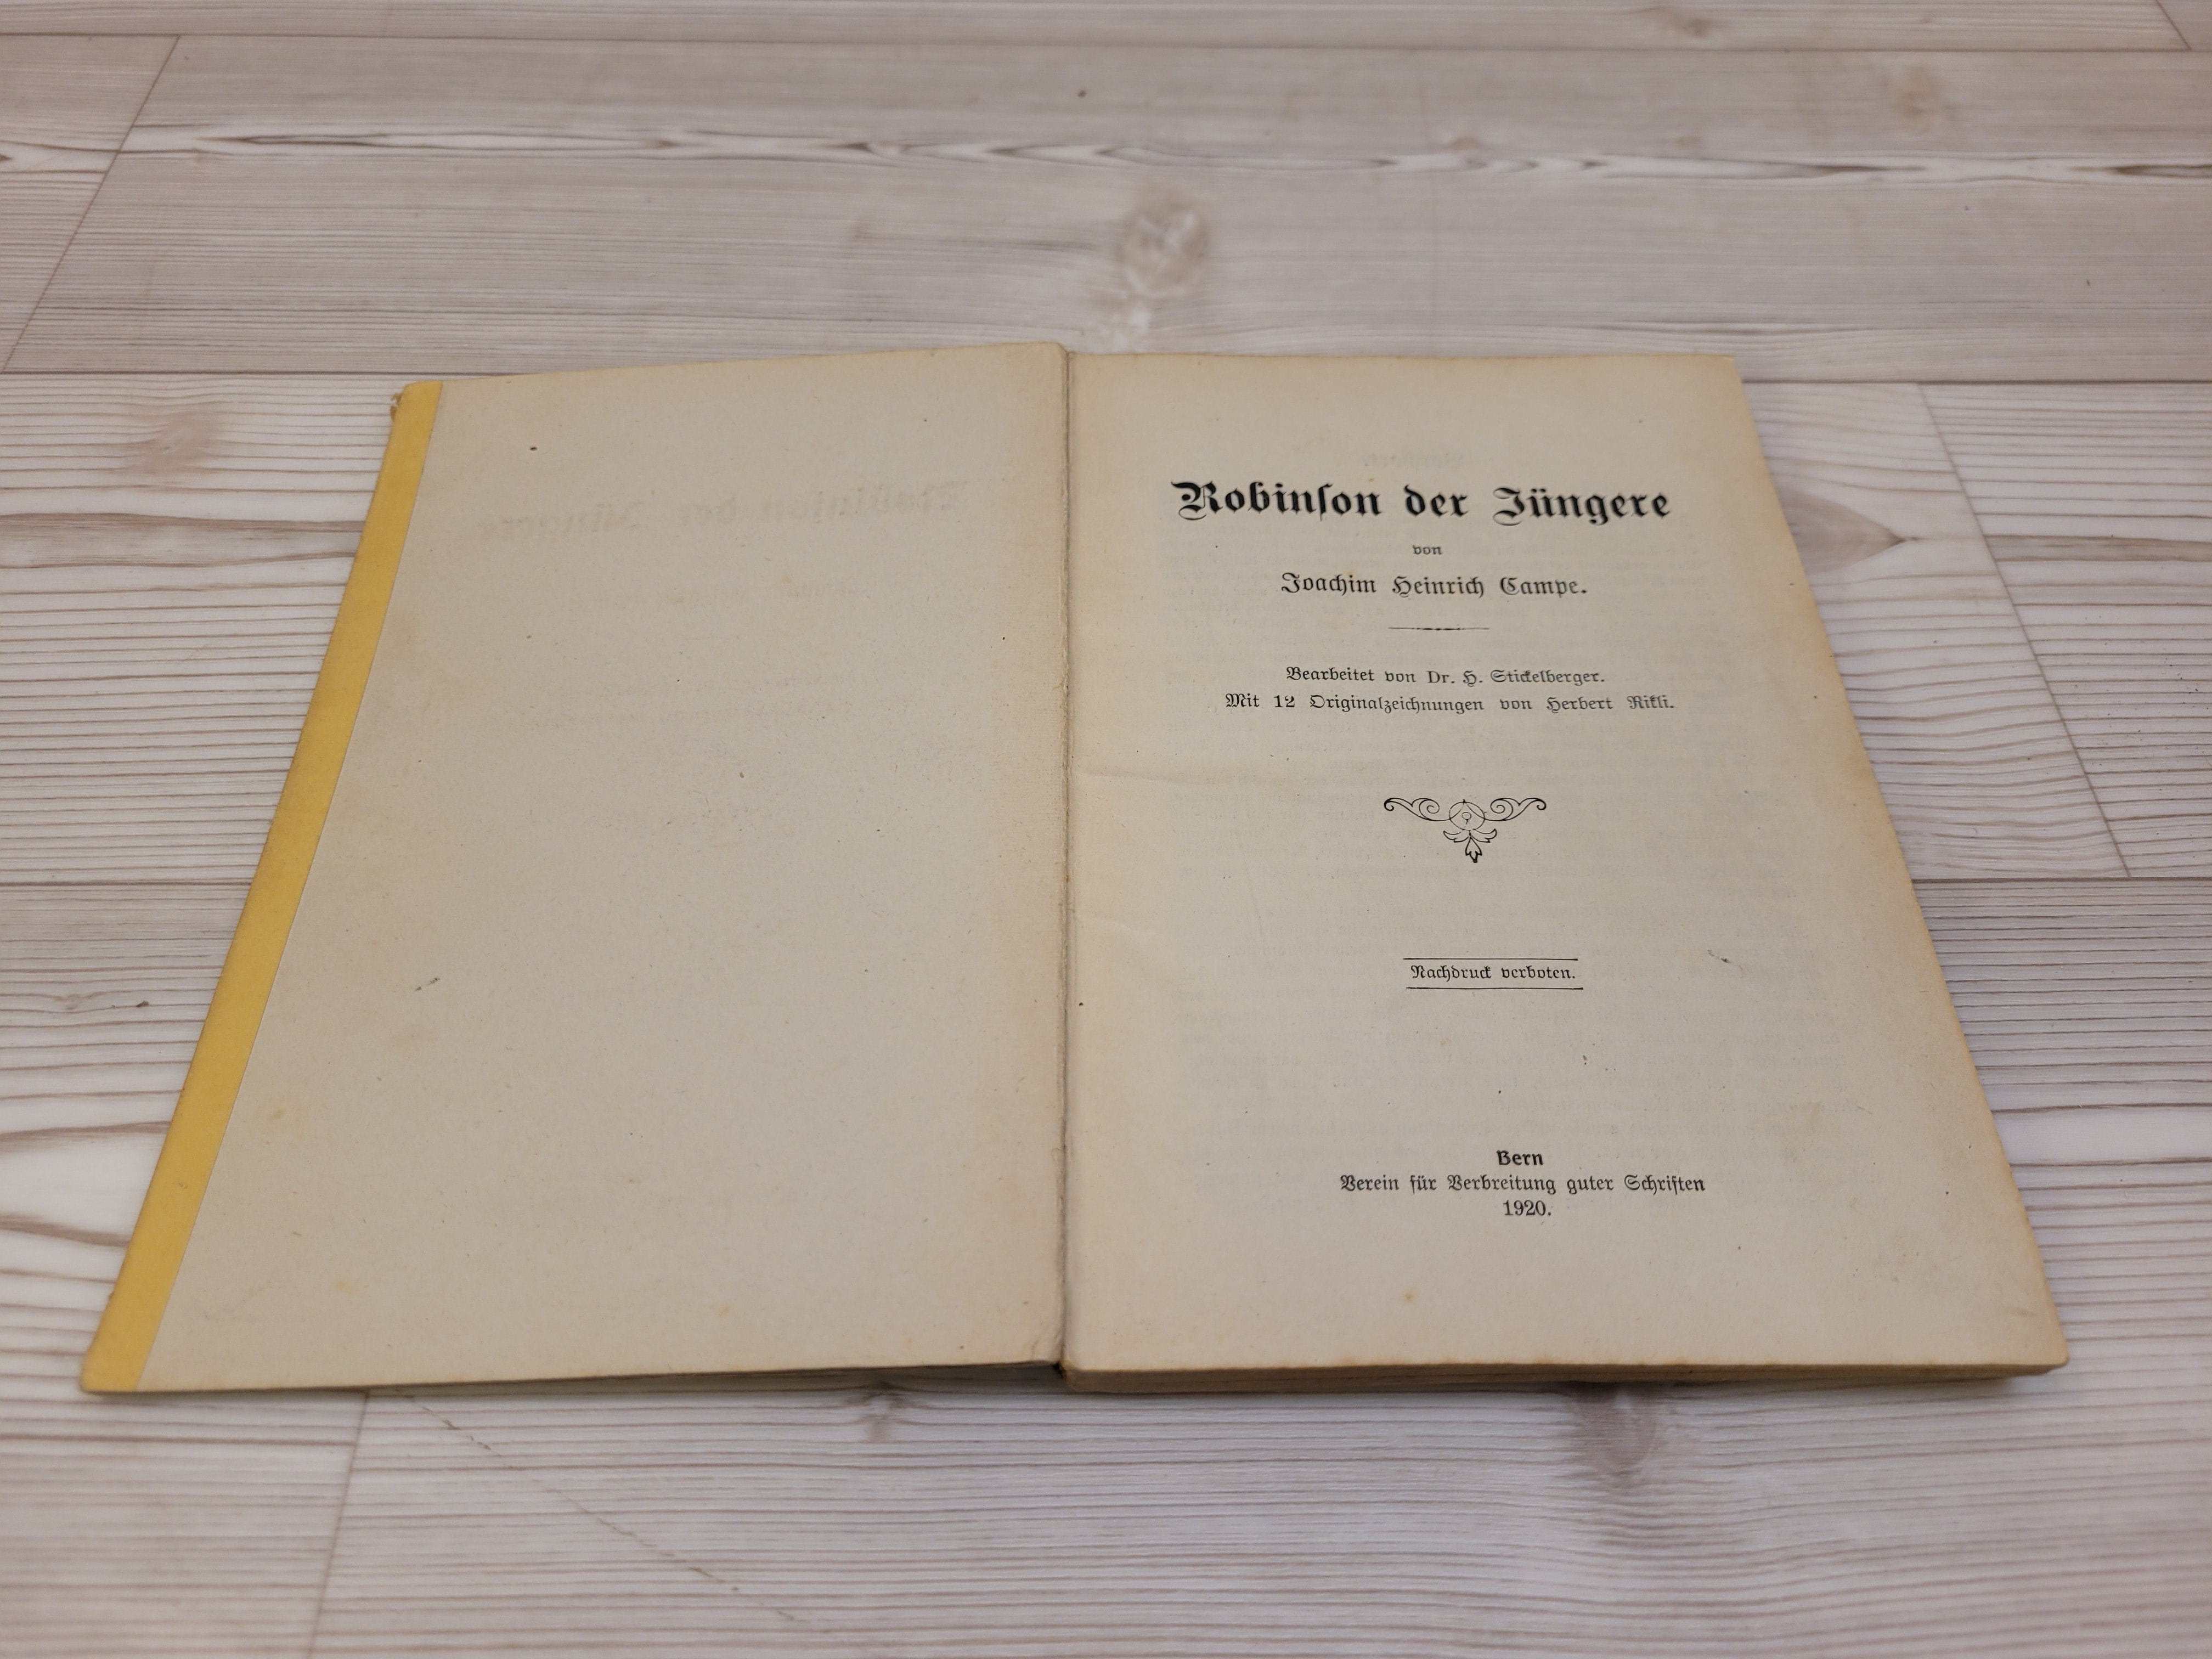 Robinſon der Jüngere
von
Joachim Heinrich Campe.
Bearbeitet von Dr. H. Stickelberger.
Mit 12 Originalzeichnungen von Herbert Rikli.
Nachdruck verboten.
Bern
Verein für Verbreitung guter Schriften
1920.